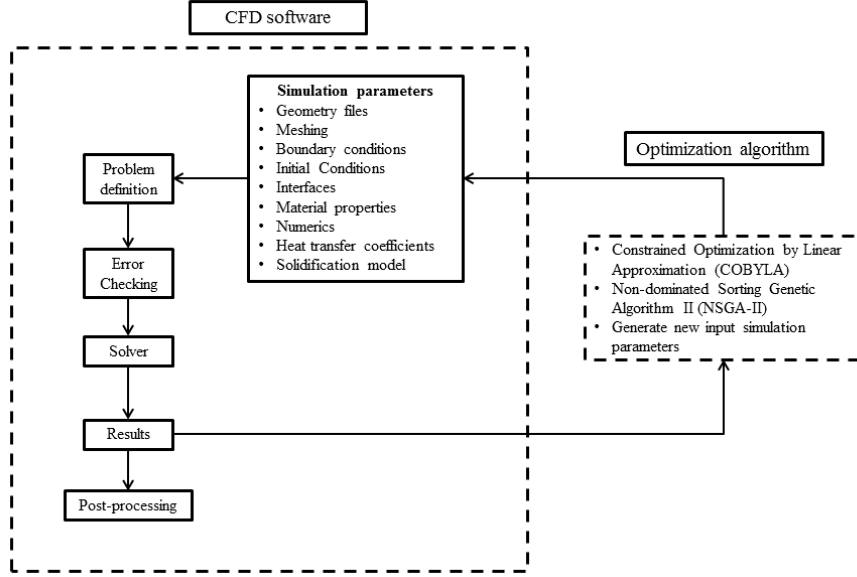 CFD software
Simulation parameters
• Geometry files
• Meshing
• Boundary conditions
• Initial Conditions
• Interfaces
• Material properties
• Numerics
• Heat transfer coefficients
• Solidification model
Problem
definition
Error
Checking
Solver
Results
Post-processing
Optimization algorithm
• Constrained Optimization by Linear
Approximation (COBYLA)
• Non-dominated Sorting Genetic
Algorithm II (NSGA-II)
• Generate new input simulation
parameters